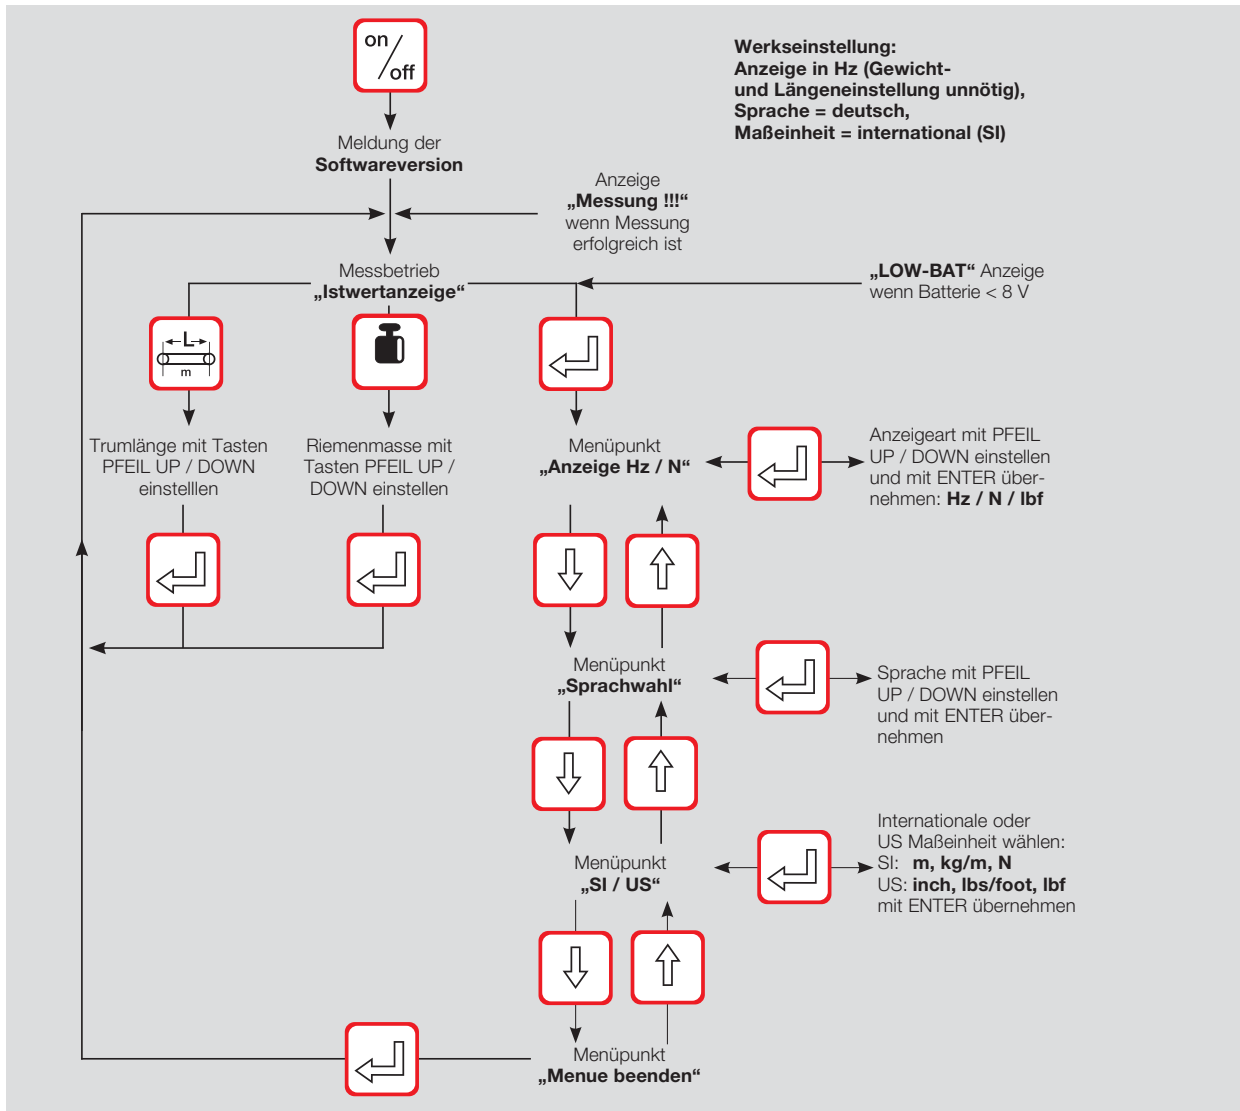 on
off
Werkseinstellung:
Anzeige in Hz (Gewicht-
und Längeneinstellung unnötig),
Sprache = deutsch,
Maßeinheit = international (SI)
Meldung der
Softwareversion
Anzeige
„Messung !!!“
wenn Messung
erfolgreich ist
Messbetrieb
„Istwertanzeige“
„LOW-BAT“ Anzeige
wenn Batterie < 8 V
L
m
Trumlänge mit Tasten
PFEIL UP / DOWN
einstelllen
Riemenmasse mit
Tasten PFEIL UP /
DOWN einstellen
Menüpunkt
„Anzeige Hz / N“
Anzeigeart mit PFEIL
UP / DOWN einstellen
und mit ENTER über-
nehmen: Hz / N / lbf
Menüpunkt
„Sprachwahl“
Sprache mit PFEIL
UP / DOWN einstellen
und mit ENTER über-
nehmen
Menüpunkt
„SI / US“
Internationale oder
US Maßeinheit wählen:
SI: m, kg/m, N
US: inch, lbs/foot, lbf
mit ENTER übernehmen
Menüpunkt
„Menue beenden“